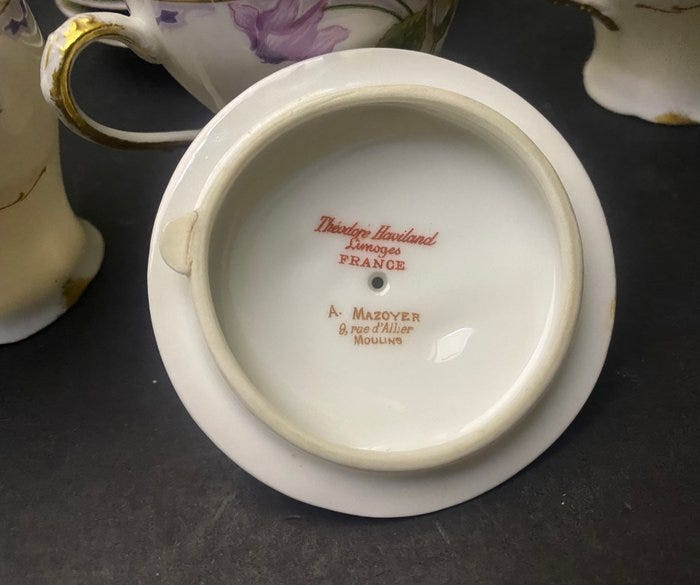 Théodore Haviland
Limoges
FRANCE
A. MAZOYER
9, rue d'Allier
MOULINS